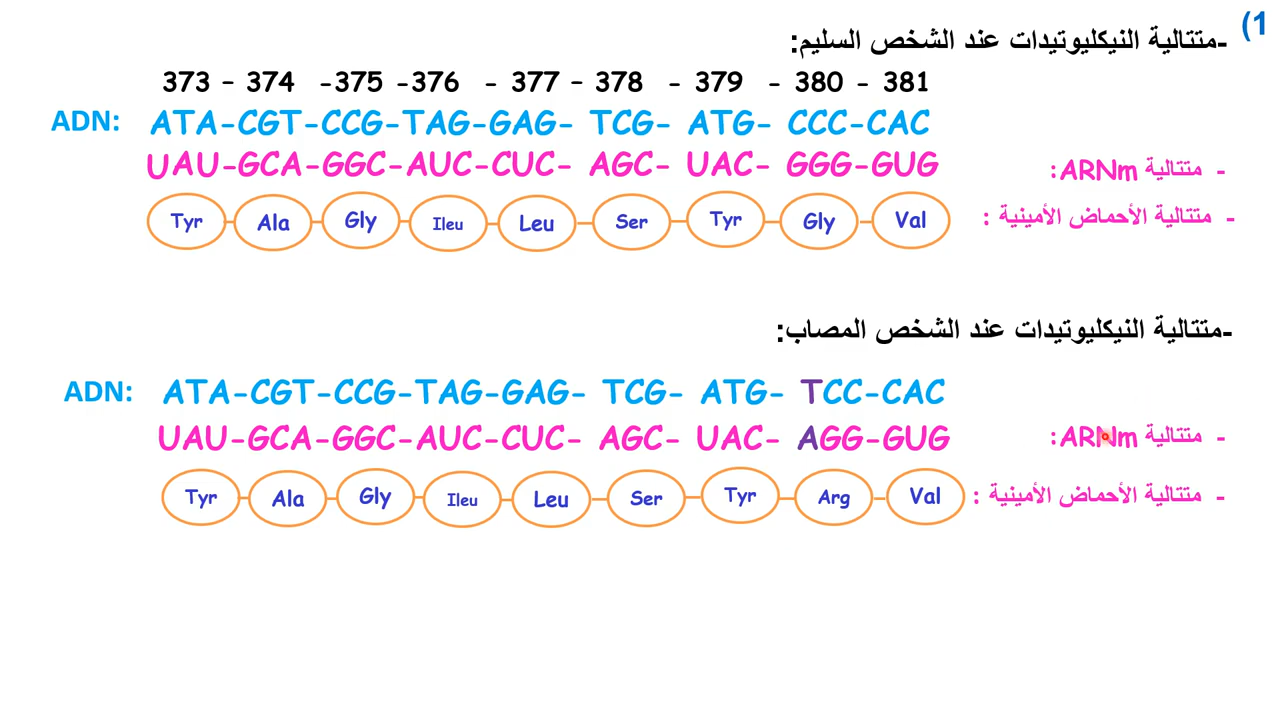 (1
-متتالية النيكليوتيدات عند الشخص السليم:
373 – 374 -375 -376 - 377 – 378 - 379 - 380 - 381
ADN: ATA-CGT-CCG-TAG-GAG- TCG- ATG- CCC-CAC
- متتالية ARNm: UAU-GCA-GGC-AUC-CUC- AGC- UAC- GGG-GUG
- متتالية الأحماض الأمينية : Tyr Ala Gly Ileu Leu Ser Tyr Gly Val
-متتالية النيكليوتيدات عند الشخص المصاب:
ADN: ATA-CGT-CCG-TAG-GAG- TCG- ATG- TCC-CAC
- متتالية ARNm: UAU-GCA-GGC-AUC-CUC- AGC- UAC- AGG-GUG
- متتالية الأحماض الأمينية : Tyr Ala Gly Ileu Leu Ser Tyr Arg Val